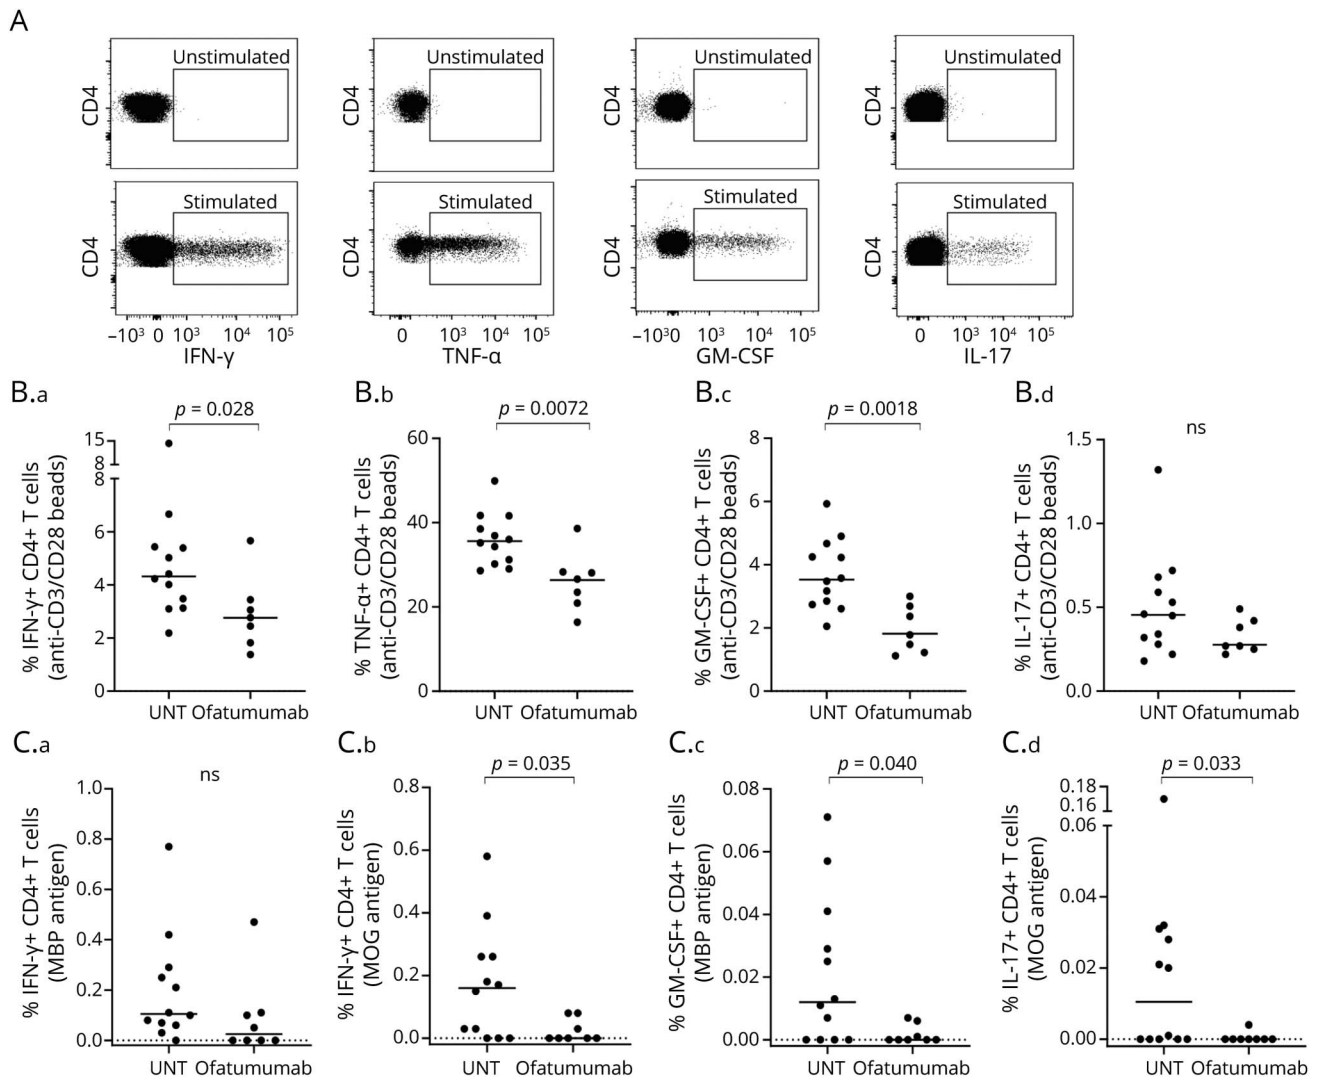 A
Unstimulated
Unstimulated
Unstimulated
Unstimulated
CD4
CD4
CD4
CD4
Stimulated
Stimulated
Stimulated
Stimulated
CD4
CD4
CD4
CD4
–10³ 0 10³ 10⁴ 10⁵
0 10³ 10⁴ 10⁵
–10³0 10³ 10⁴ 10⁵
0 10³ 10⁴ 10⁵
IFN-γ
TNF-α
GM-CSF
IL-17
B.a
p = 0.028
% IFN-γ+ CD4+ T cells
(anti-CD3/CD28 beads)
15
8
8
6
4
2
0
UNT Ofatumumab
B.b
p = 0.0072
% TNF-α+ CD4+ T cells
(anti-CD3/CD28 beads)
60
40
20
0
UNT Ofatumumab
B.c
p = 0.0018
% GM-CSF+ CD4+ T cells
(anti-CD3/CD28 beads)
8
6
4
2
0
UNT Ofatumumab
B.d
ns
% IL-17+ CD4+ T cells
(anti-CD3/CD28 beads)
1.5
1.0
0.5
0.0
UNT Ofatumumab
C.a
ns
% IFN-γ+ CD4+ T cells
(MBP antigen)
1.0
0.8
0.6
0.4
0.2
0.0
UNT Ofatumumab
C.b
p = 0.035
% IFN-γ+ CD4+ T cells
(MOG antigen)
0.8
0.6
0.4
0.2
0.0
UNT Ofatumumab
C.c
p = 0.040
% GM-CSF+ CD4+ T cells
(MBP antigen)
0.08
0.06
0.04
0.02
0.00
UNT Ofatumumab
C.d
p = 0.033
% IL-17+ CD4+ T cells
(MOG antigen)
0.18
0.16
0.06
0.04
0.02
0.00
UNT Ofatumumab